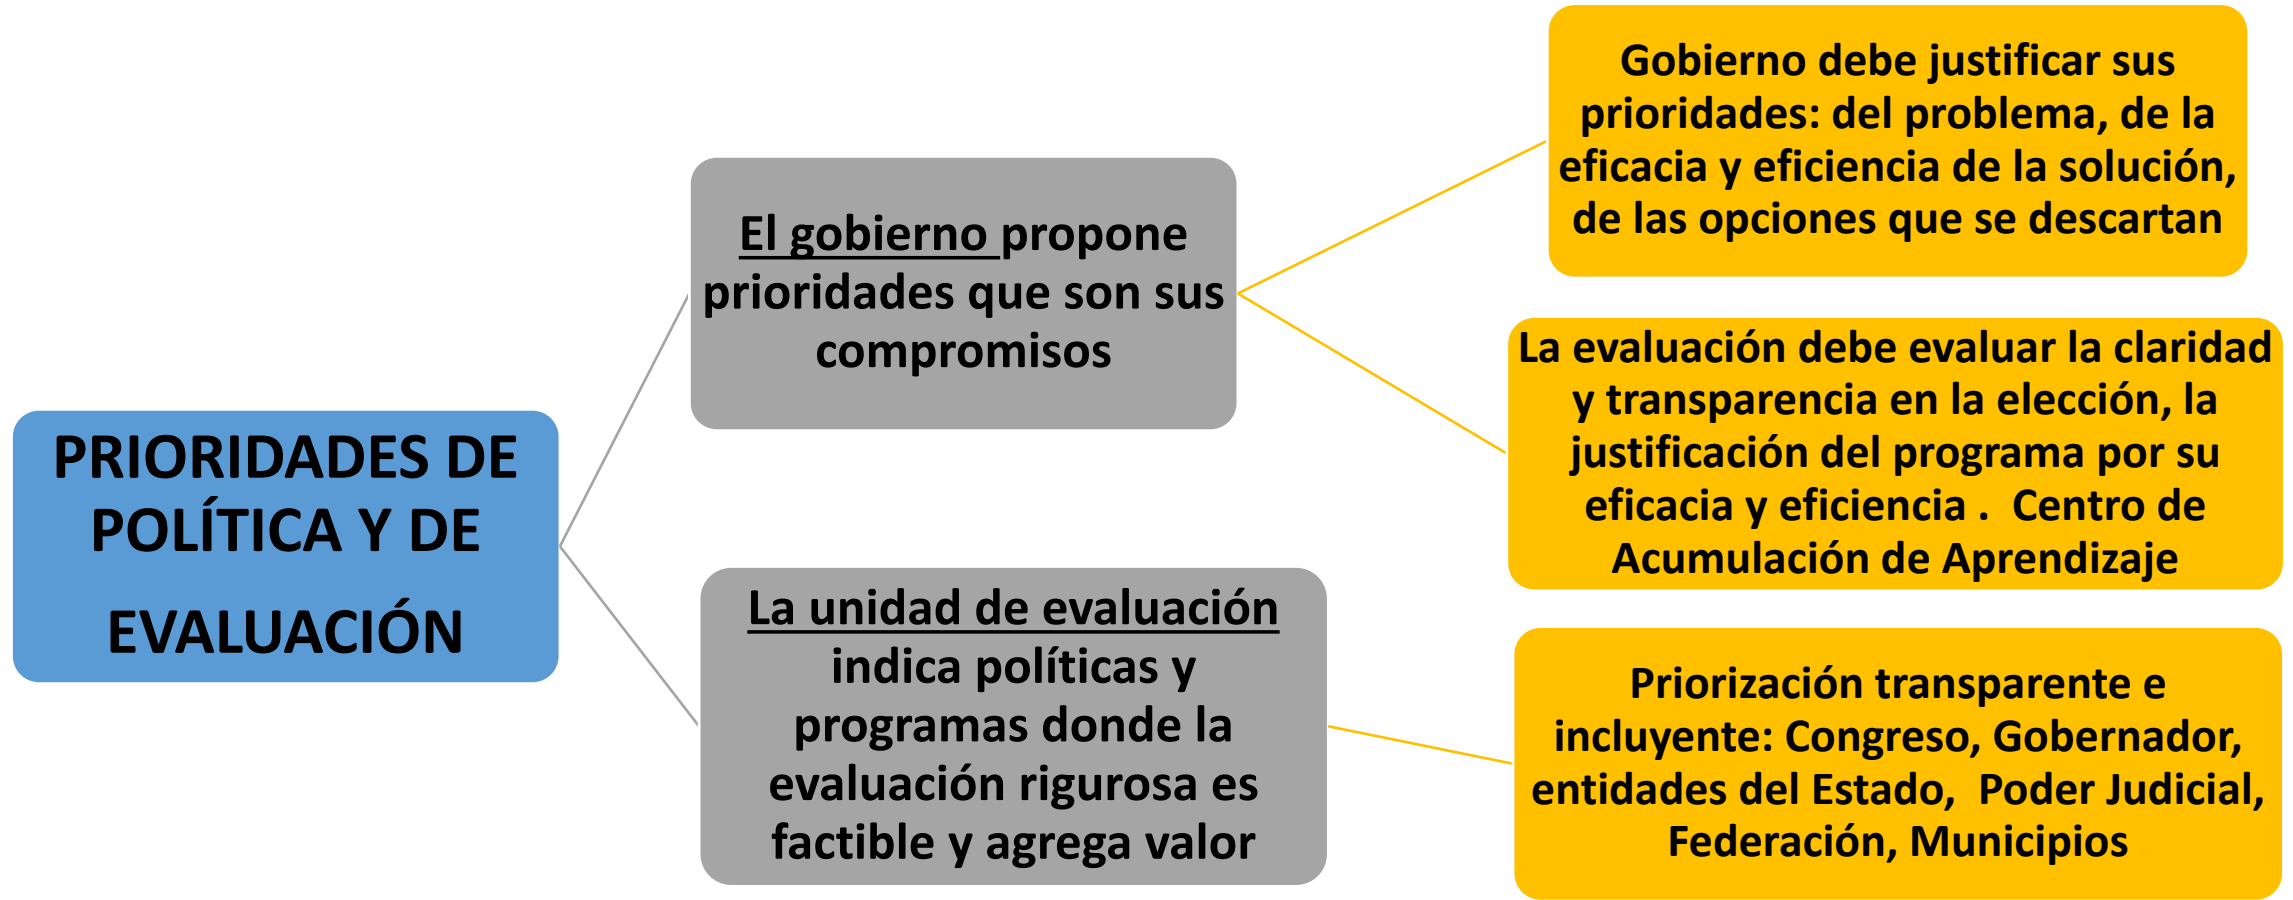 PRIORIDADES DE
POLÍTICA Y DE
EVALUACIÓN
El gobierno propone
prioridades que son sus
compromisos
Gobierno debe justificar sus
prioridades: del problema, de la
eficacia y eficiencia de la solución,
de las opciones que se descartan
La evaluación debe evaluar la claridad
y transparencia en la elección, la
justificación del programa por su
eficacia y eficiencia .  Centro de
Acumulación de Aprendizaje
La unidad de evaluación
indica políticas y
programas donde la
evaluación rigurosa es
factible y agrega valor
Priorización transparente e
incluyente: Congreso, Gobernador,
entidades del Estado,  Poder Judicial,
Federación, Municipios